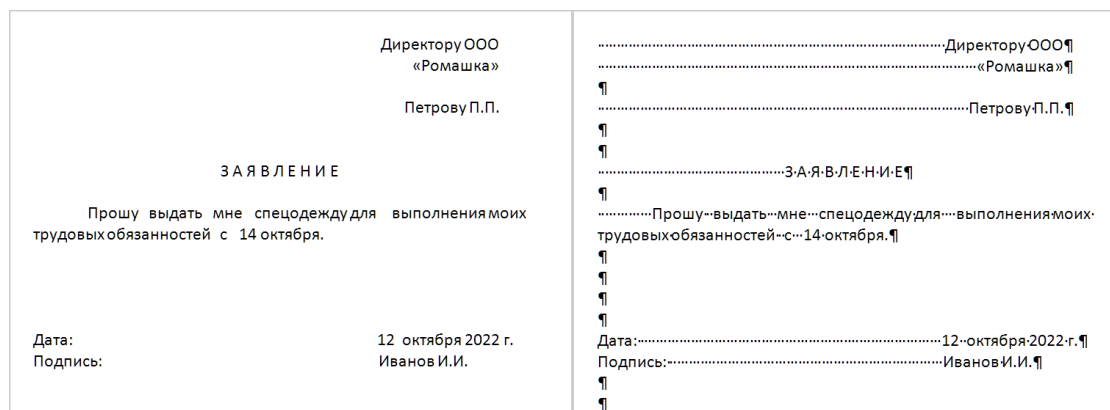 Директору ООО
«Ромашка»
Петрову П.П.
З А Я В Л Е Н И Е
Прошу выдать мне спецодежду для выполнения моих
трудовых обязанностей с 14 октября.
Дата: 12 октября 2022 г.
Подпись: Иванов И.И.
Директору·ООО¶
«Ромашка»¶
¶
Петрову·П.П.¶
¶
¶
З·А·Я·В·Л·Е·Н·И·Е¶
¶
Прошу··выдать···мне···спецодежду·для····выполнения·моих·
трудовых·обязанностей··с···14·октября.¶
¶
¶
¶
¶
Дата:·12··октября·2022·г.¶
Подпись:·Иванов·И.И.¶
¶
¶